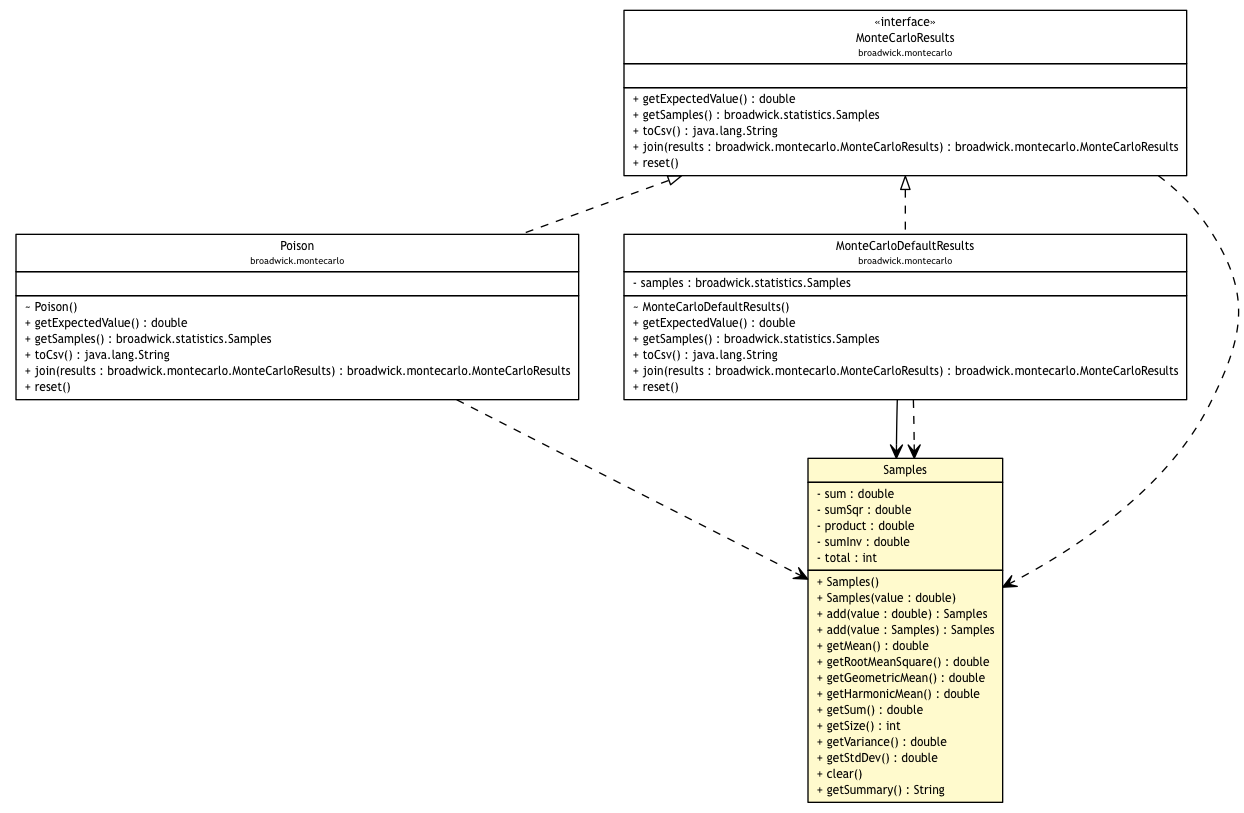 «interface»
MonteCarloResults
broadwick.montecarlo
+ getExpectedValue() : double
+ getSamples() : broadwick.statistics.Samples
+ toCsv() : java.lang.String
+ join(results : broadwick.montecarlo.MonteCarloResults) : broadwick.montecarlo.MonteCarloResults
+ reset()
Poison
broadwick.montecarlo
~ Poison()
+ getExpectedValue() : double
+ getSamples() : broadwick.statistics.Samples
+ toCsv() : java.lang.String
+ join(results : broadwick.montecarlo.MonteCarloResults) : broadwick.montecarlo.MonteCarloResults
+ reset()
MonteCarloDefaultResults
broadwick.montecarlo
- samples : broadwick.statistics.Samples
~ MonteCarloDefaultResults()
+ getExpectedValue() : double
+ getSamples() : broadwick.statistics.Samples
+ toCsv() : java.lang.String
+ join(results : broadwick.montecarlo.MonteCarloResults) : broadwick.montecarlo.MonteCarloResults
+ reset()
Samples
- sum : double
- sumSqr : double
- product : double
- sumInv : double
- total : int
+ Samples()
+ Samples(value : double)
+ add(value : double) : Samples
+ add(value : Samples) : Samples
+ getMean() : double
+ getRootMeanSquare() : double
+ getGeometricMean() : double
+ getHarmonicMean() : double
+ getSum() : double
+ getSize() : int
+ getVariance() : double
+ getStdDev() : double
+ clear()
+ getSummary() : String